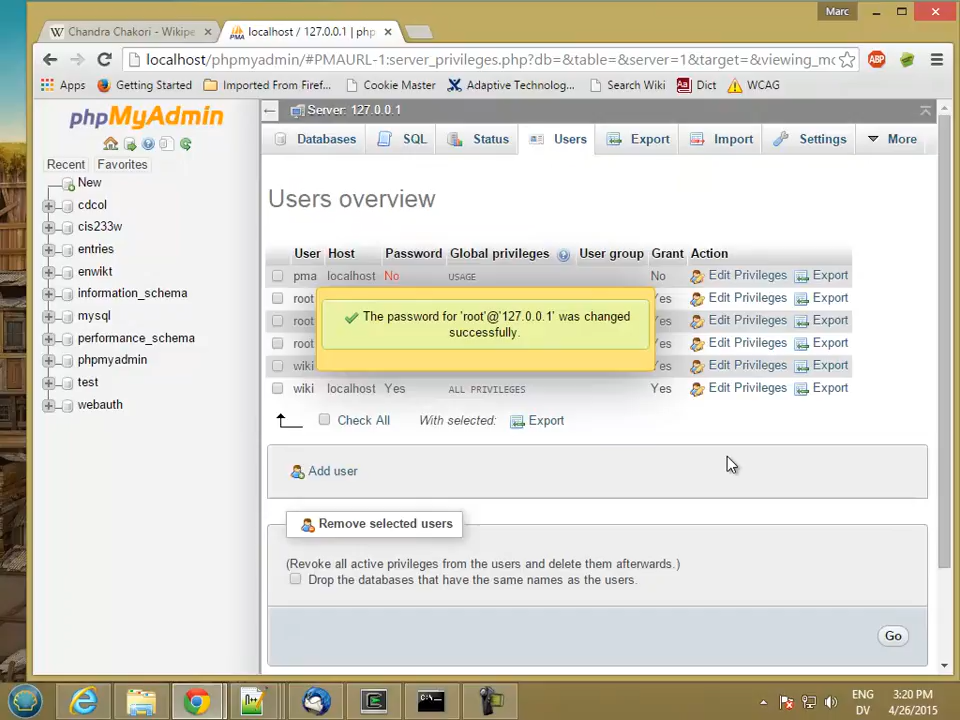 Marc
Chandra Chakori - Wikipe
localhost / 127.0.0.1 | php
localhost/phpmyadmin/#PMAURL-1:server_privileges.php?db=&table=&server=1&target=&viewing_mo
ABP
Apps
Getting Started
Imported From Firef...
Cookie Master
Adaptive Technolog...
Search Wiki
Dict
WCAG
phpMyAdmin
Recent
Favorites
New
cdcol
cis233w
entries
enwikt
information_schema
mysql
performance_schema
phpmyadmin
test
webauth
Server: 127.0.0.1
Databases
SQL
Status
Users
Export
Import
Settings
More
Users overview
User Host Password Global privileges User group Grant Action
pma localhost No USAGE No Edit Privileges Export
root Yes Edit Privileges Export
root Yes Edit Privileges Export
root Yes Edit Privileges Export
wiki Yes Edit Privileges Export
wiki localhost Yes ALL PRIVILEGES Yes Edit Privileges Export
The password for 'root'@'127.0.0.1' was changed
successfully.
Check All With selected: Export
Add user
Remove selected users
(Revoke all active privileges from the users and delete them afterwards.)
Drop the databases that have the same names as the users.
Go
ENG
DV
3:20 PM
4/26/2015